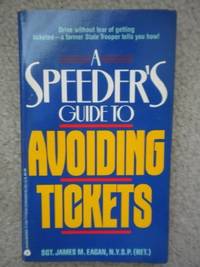 Drive without fear of getting
ticketed—a former State Trooper tells you how!
A
SPEEDER'S
GUIDE TO
AVOIDING
TICKETS
SGT. JAMES M. EAGAN, N.Y.S.P. (RET.)